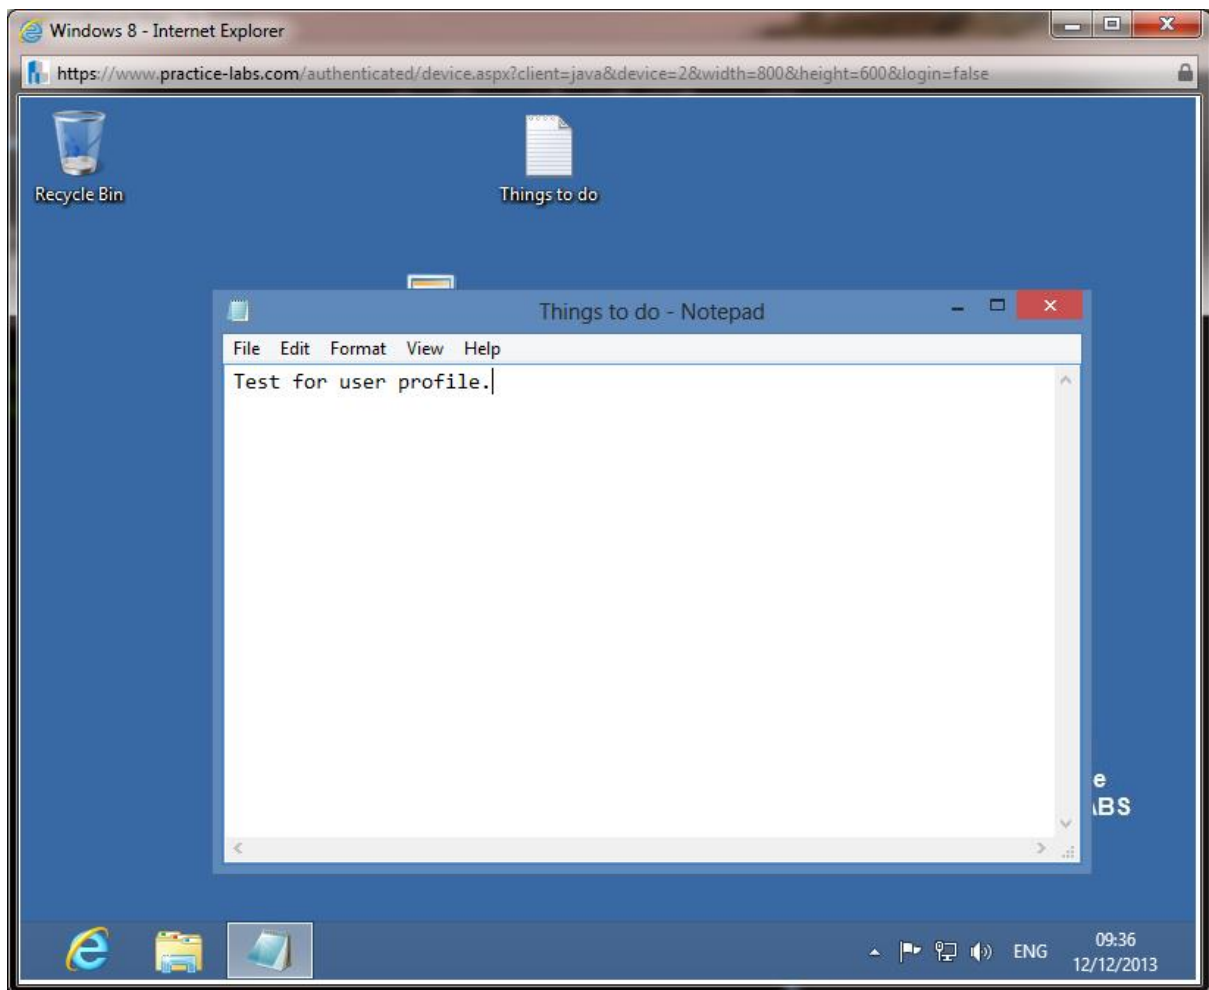 Windows 8 - Internet Explorer
https://www.practice-labs.com/authenticated/device.aspx?client=java&device=2&width=800&height=600&login=false
Recycle Bin
Things to do
Things to do - Notepad
File Edit Format View Help
Test for user profile.
e
ABS
ENG
09:36
12/12/2013